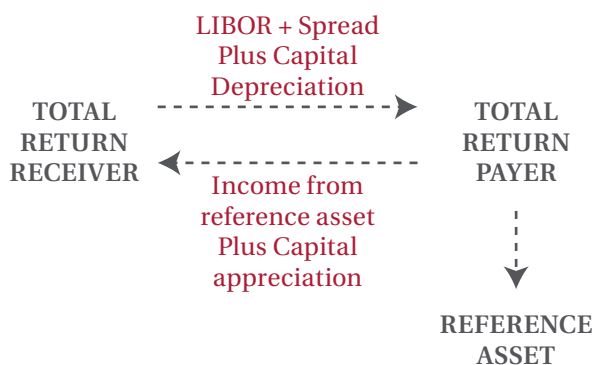 LIBOR + Spread
Plus Capital
Depreciation
TOTAL
RETURN
RECEIVER
TOTAL
RETURN
PAYER
Income from
reference asset
Plus Capital
appreciation
REFERENCE
ASSET